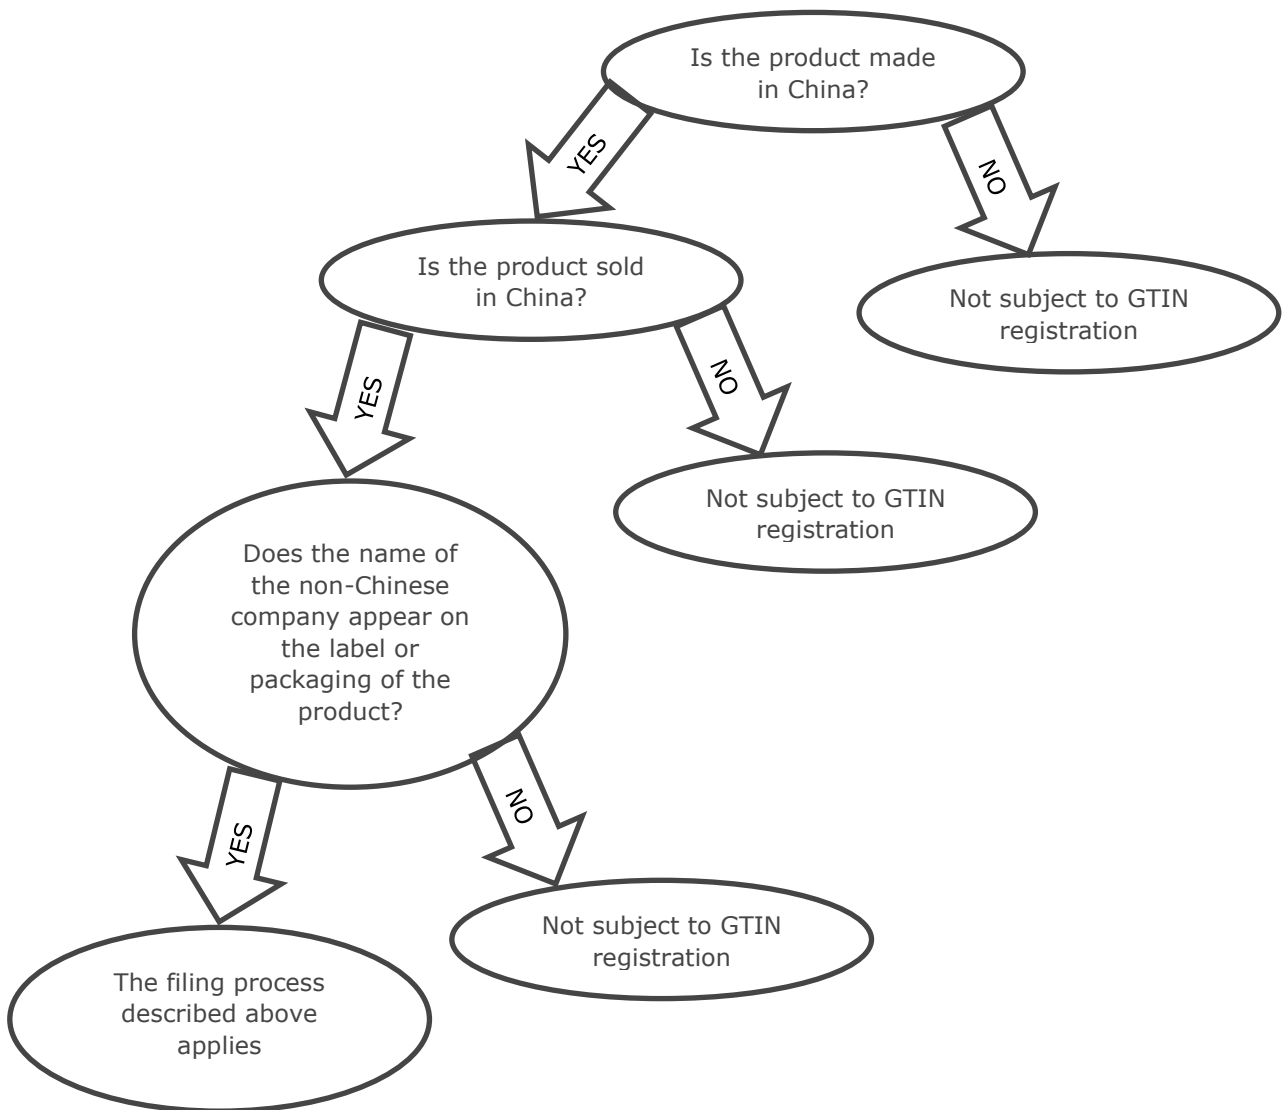 Is the product made
in China?
YES
NO
Is the product sold
in China?
Not subject to GTIN
registration
YES
NO
Not subject to GTIN
registration
Does the name of
the non-Chinese
company appear on
the label or
packaging of the
product?
YES
NO
Not subject to GTIN
registration
The filing process
described above
applies